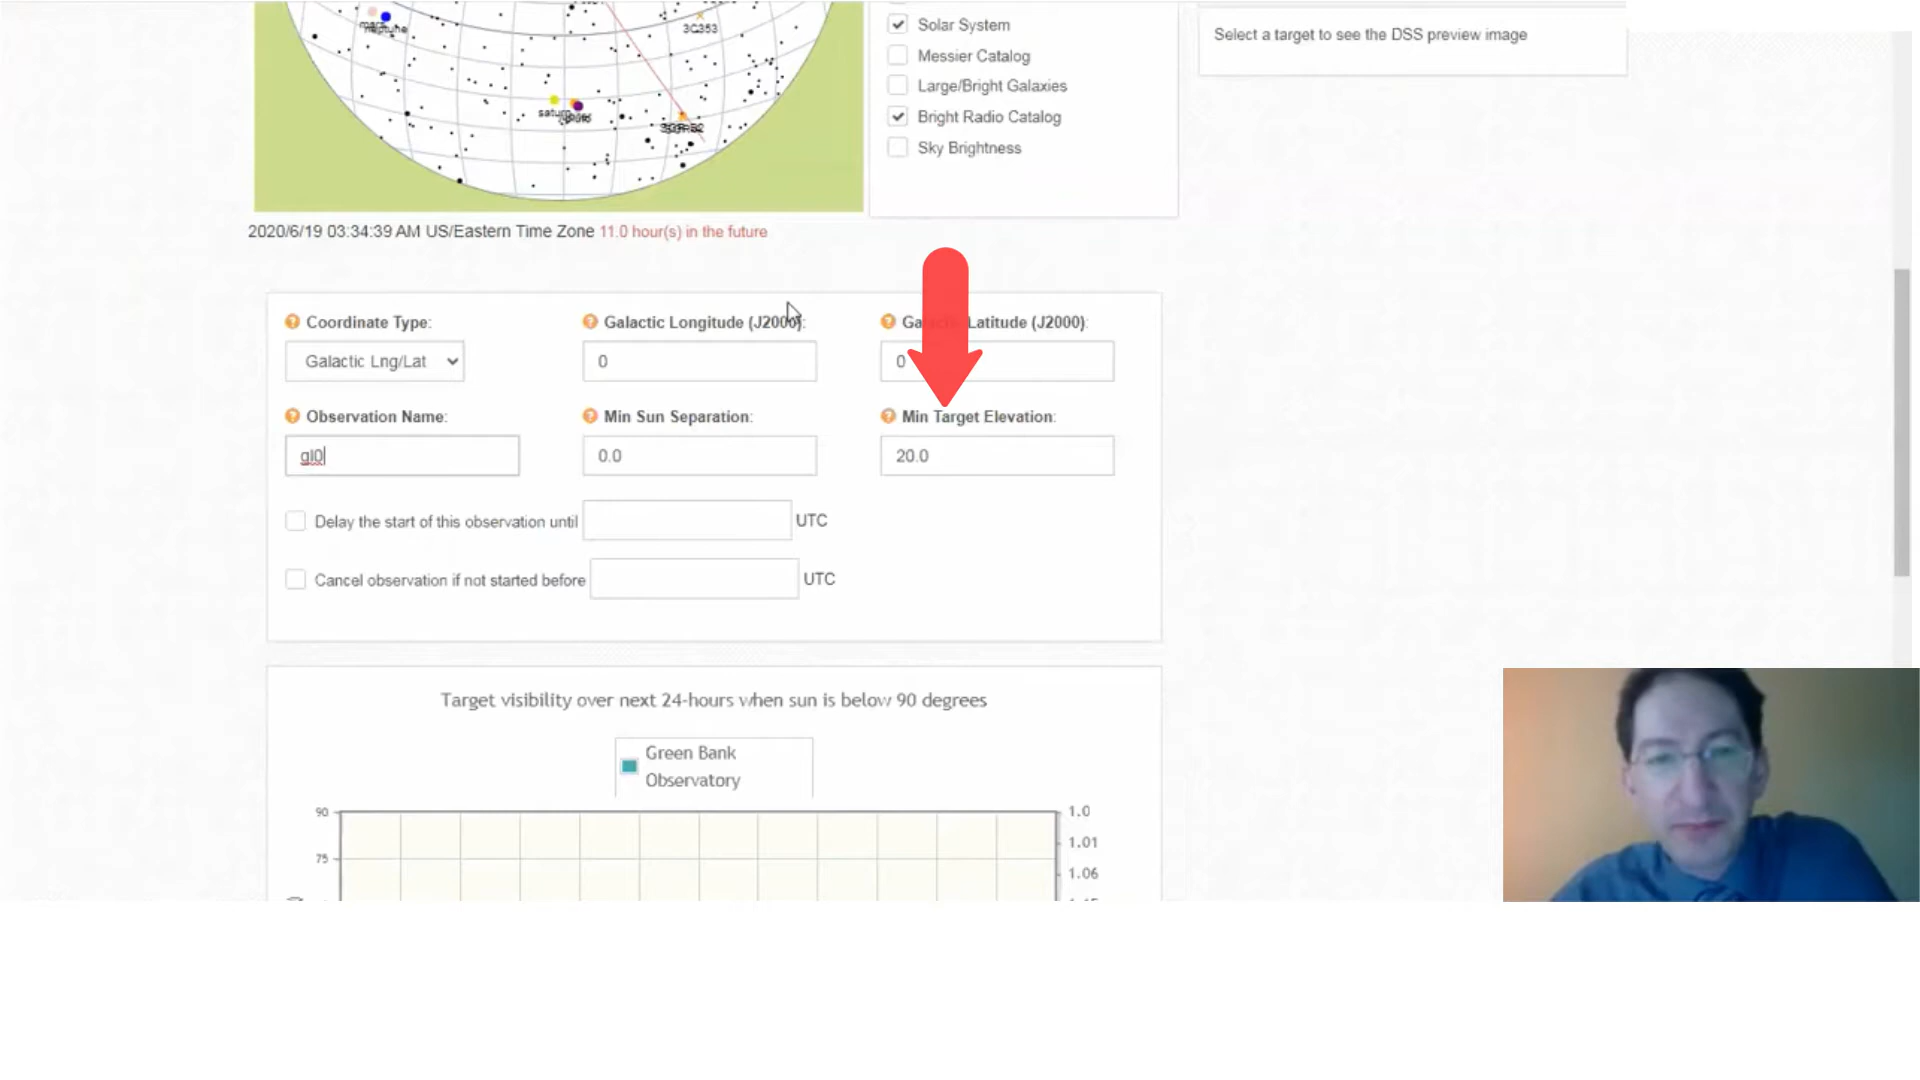 Solar System
Select a target to see the DSS preview image
3C353
neptune
Messier Catalog
Large/Bright Galaxies
saturn
Bright Radio Catalog
Sky Brightness
2020/6/19 03:34:39 AM US/Eastern Time Zone 11.0 hour(s) in the future
Coordinate Type: Galactic Longitude (J2000): Latitude (J2000):
Galactic Lng/Lat 0 0
Observation Name: Min Sun Separation: Min Target Elevation:
gl0 0.0 20.0
Delay the start of this observation until UTC
Cancel observation if not started before UTC
Target visibility over next 24-hours when sun is below 90 degrees
Green Bank
Observatory
90 1.0
1.01
75
1.06